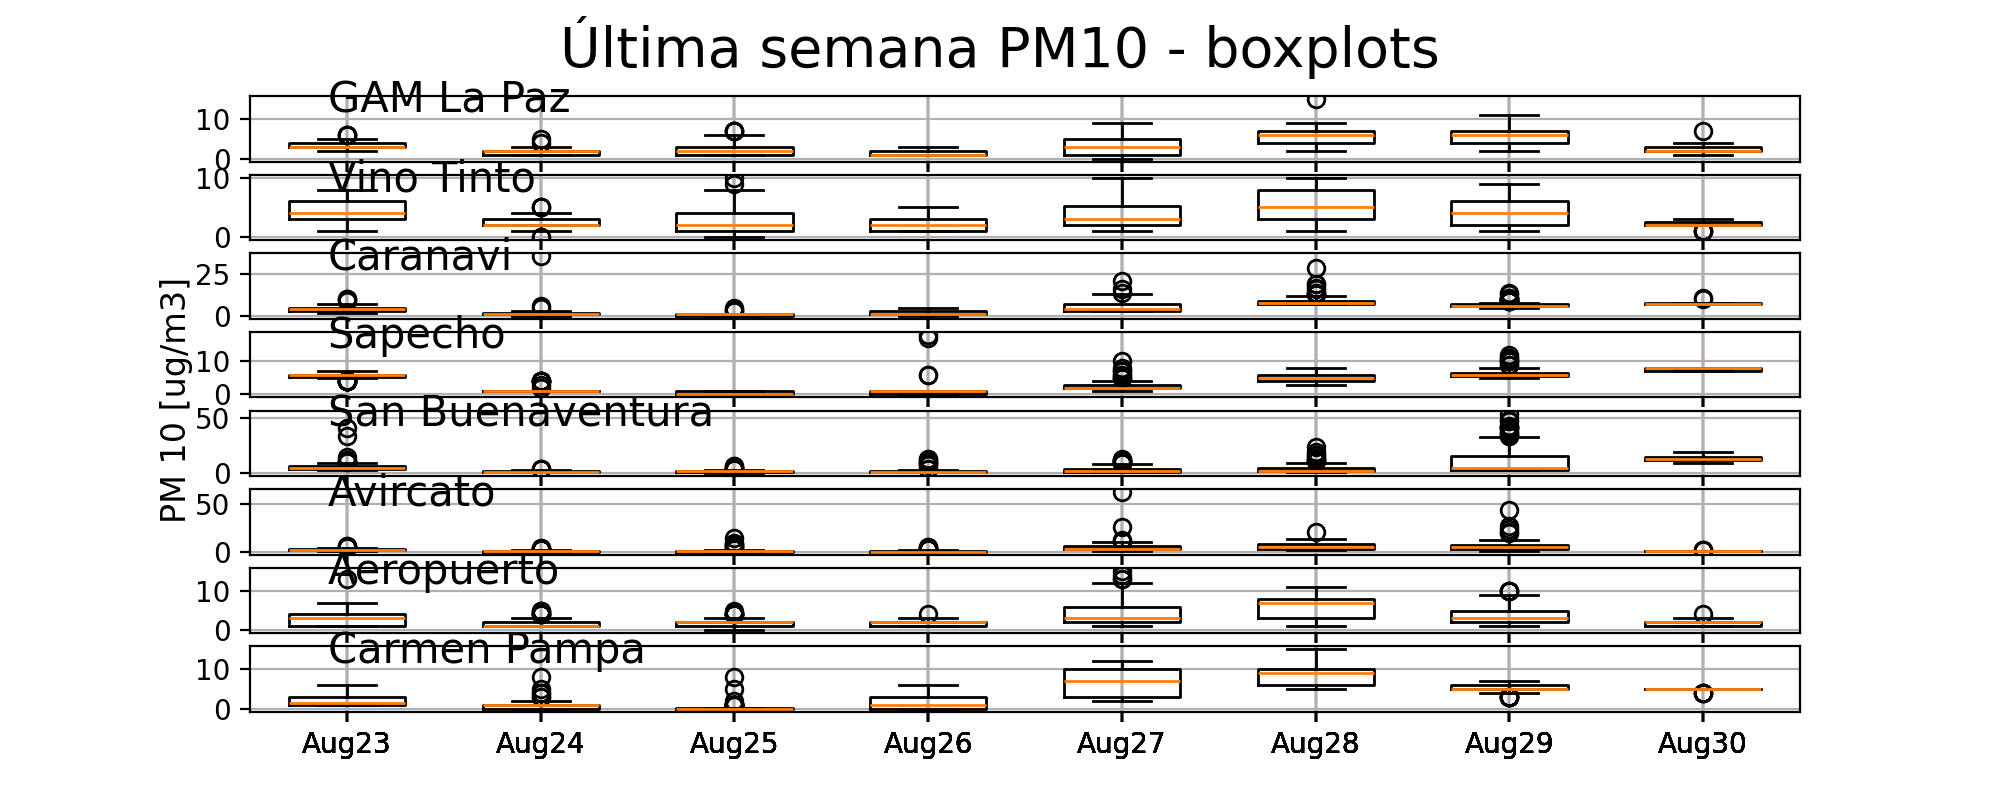 Última semana PM10 - boxplots
GAM La Paz
10
0
Vino Tinto
10
0
Caranavi
25
0
Sapecho
10
0
San Buenaventura
50
0
Avircato
50
0
Aeropuerto
10
0
Carmen Pampa
10
0
PM 10 [ug/m3]
Aug23 Aug24 Aug25 Aug26 Aug27 Aug28 Aug29 Aug30